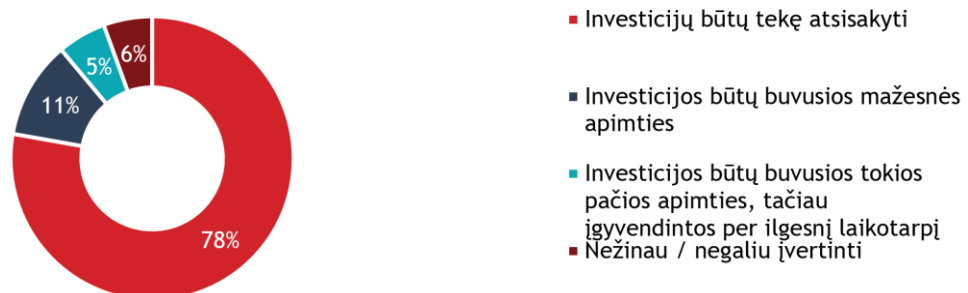 6%
5%
11%
78%
Investicijų būtų tekę atsisakyti
Investicijos būtų buvusios mažesnės
apimties
Investicijos būtų buvusios tokios
pačios apimties, tačiau
įgyvendintos per ilgesnį laikotarpį
Nežinau / negaliu įvertinti